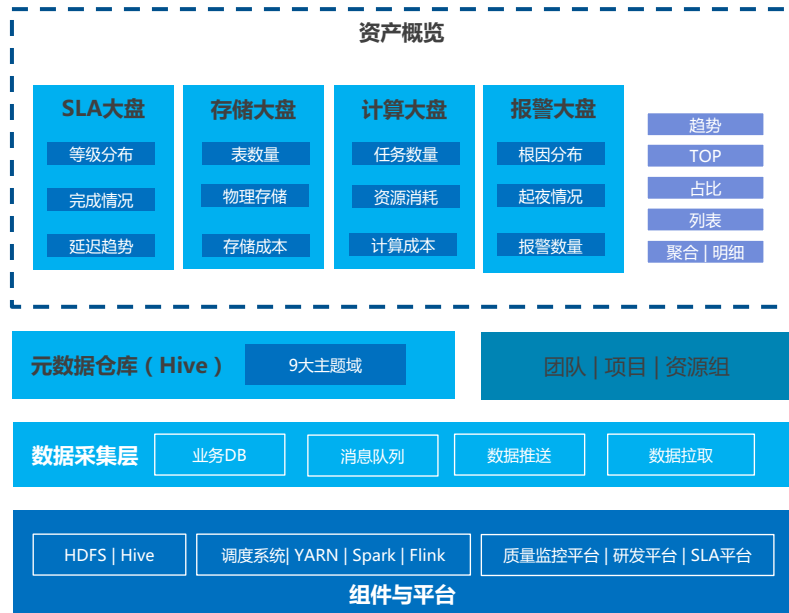 资产概览
SLA大盘
等级分布
完成情况
延迟趋势
存储大盘
表数量
物理存储
存储成本
计算大盘
任务数量
资源消耗
计算成本
报警大盘
根因分布
起夜情况
报警数量
趋势
TOP
占比
列表
聚合 | 明细
元数据仓库（Hive）
9大主题域
团队 | 项目 | 资源组
数据采集层
业务DB
消息队列
数据推送
数据拉取
HDFS | Hive
调度系统| YARN | Spark | Flink
质量监控平台 | 研发平台 | SLA平台
组件与平台